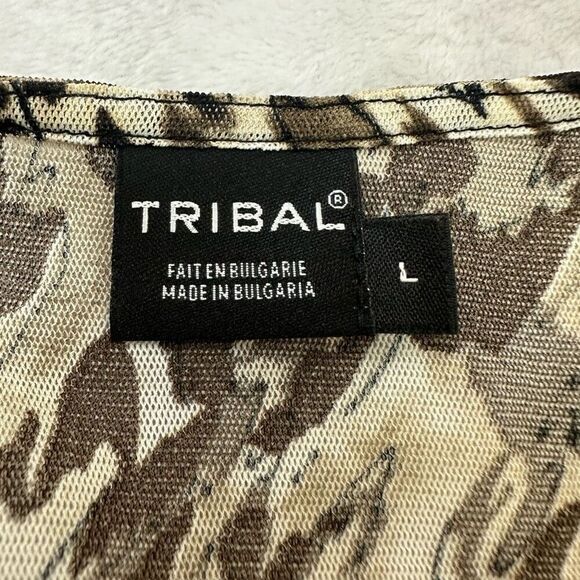 TRIBAL®
FAIT EN BULGARIE
MADE IN BULGARIA
L